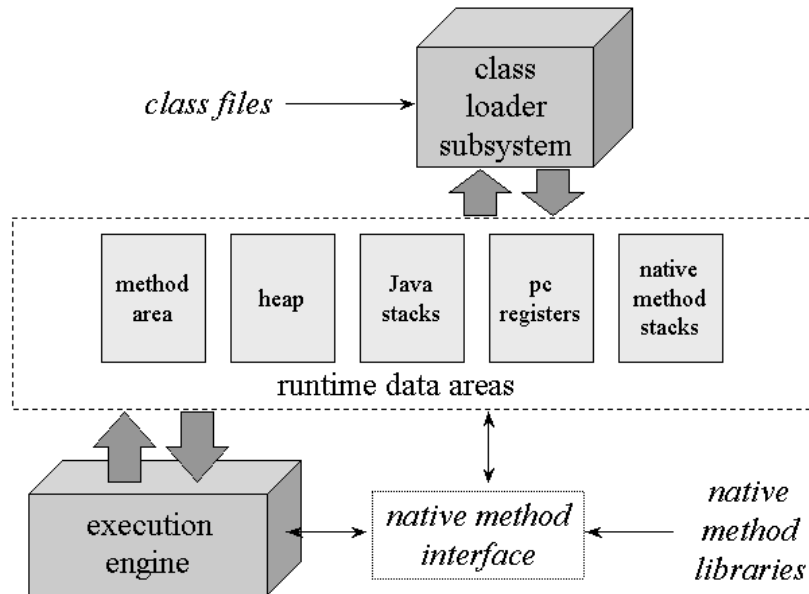 class
loader
subsystem
class files
method
area
heap
Java
stacks
pc
registers
native
method
stacks
runtime data areas
execution
engine
native method
interface
native
method
libraries